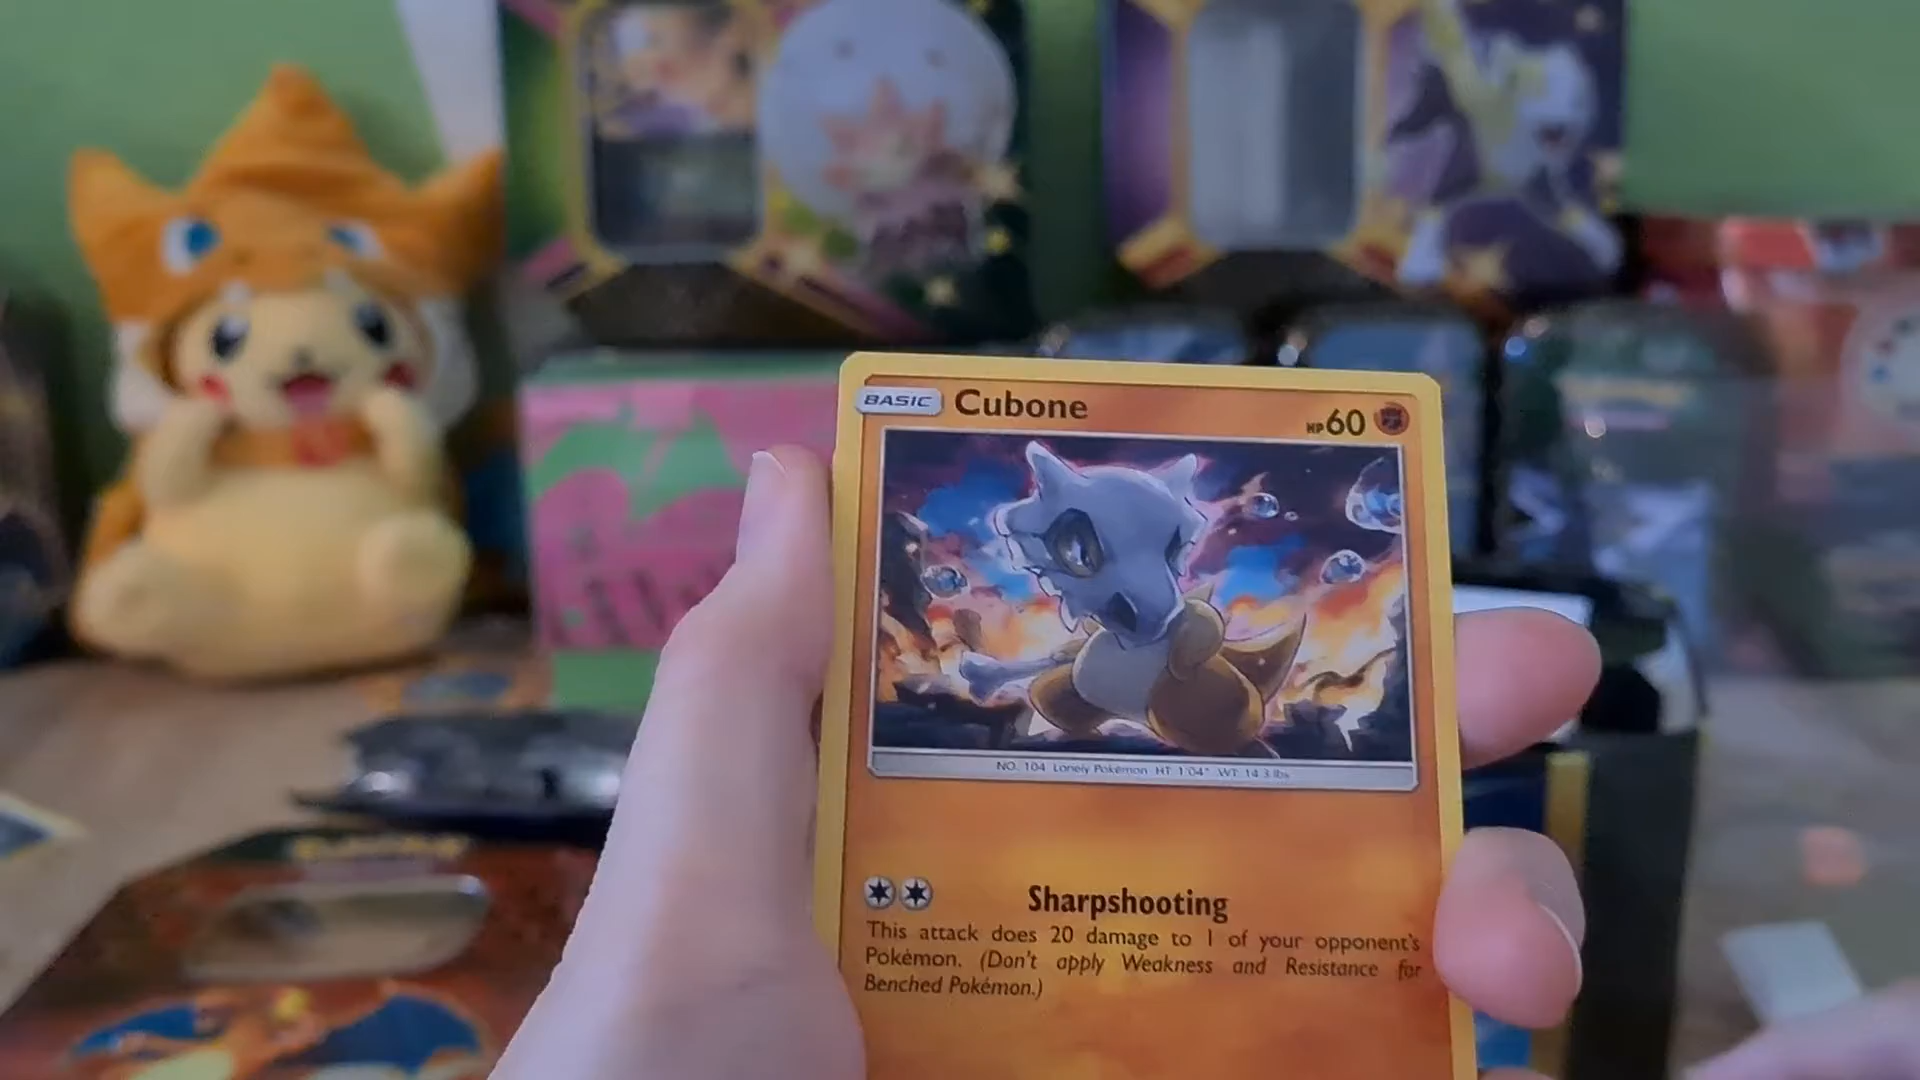 BASIC Cubone HP60
NO. 104 Lonely Pokémon HT 1'04" WT 14.3 lbs
Sharpshooting
This attack does 20 damage to 1 of your opponent's
Pokémon. (Don't apply Weakness and Resistance for
Benched Pokémon.)